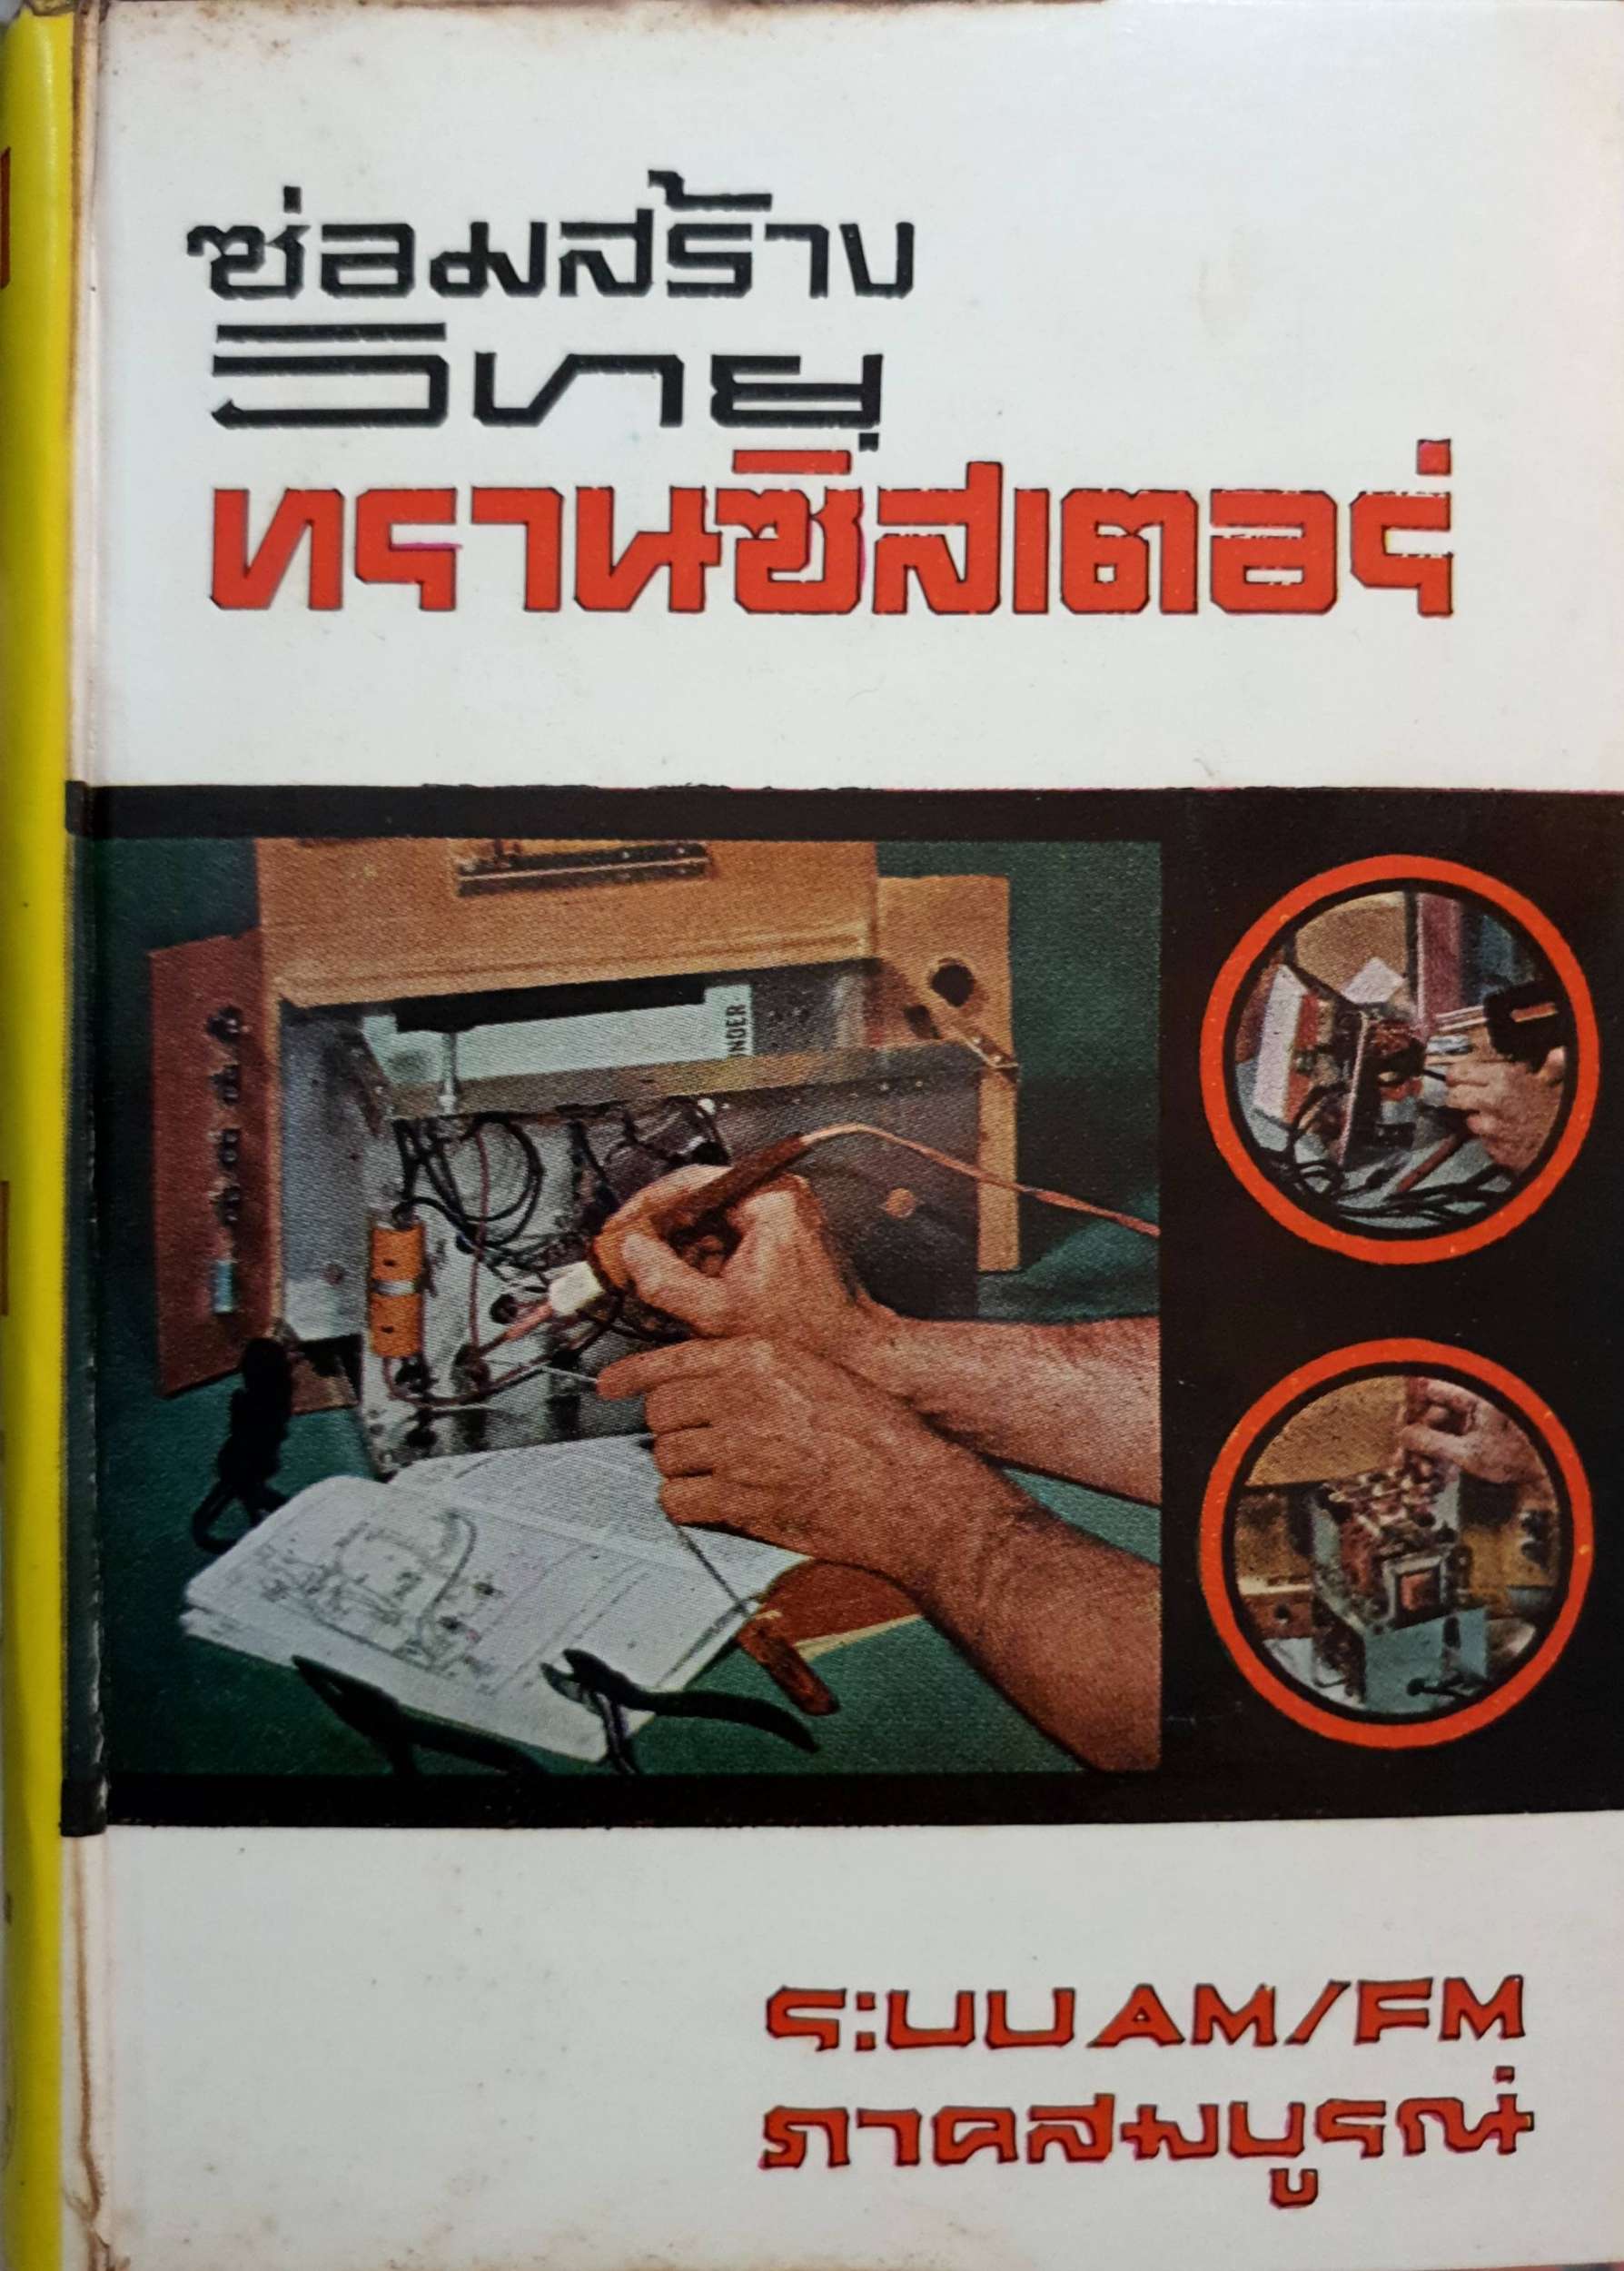 ซ่อมสร้าง
วิทยุ
ทรานซิสเตอร์
NDER
ระบบ AM/FM
ภาคสมบูรณ์